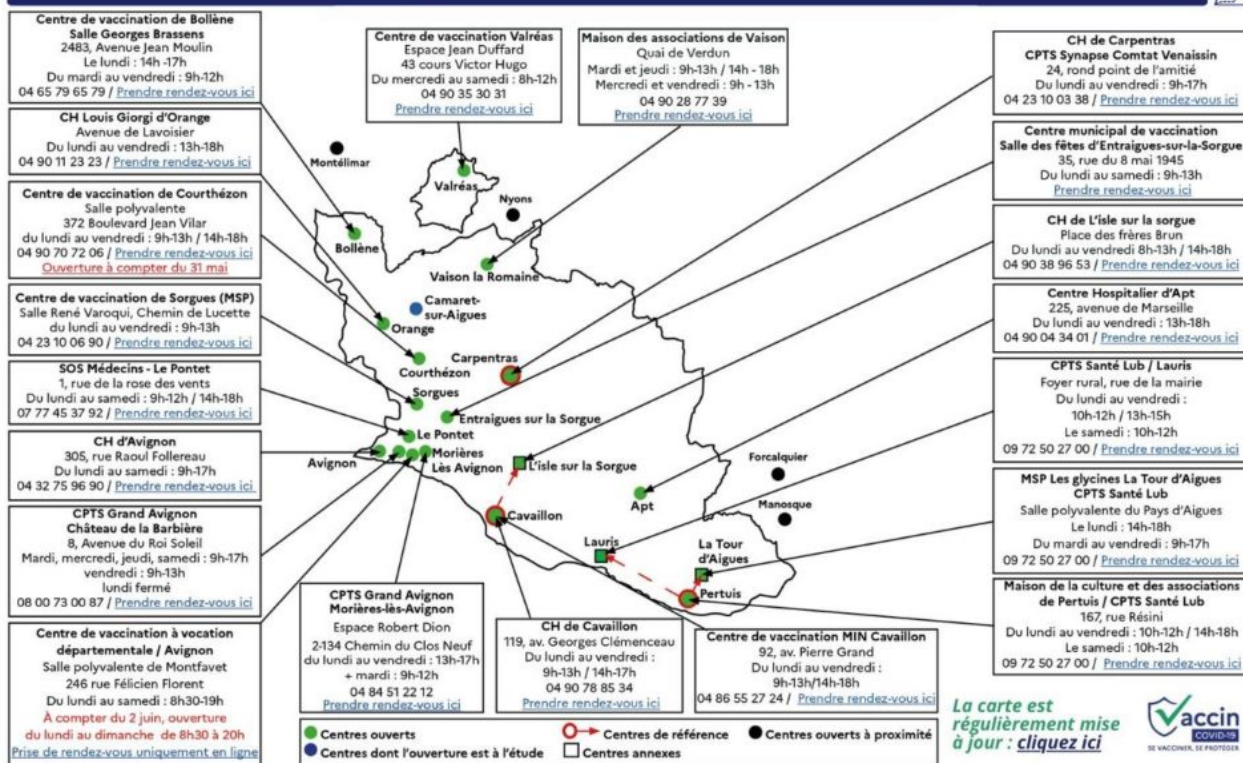 Centre de vaccination de Bollène
Salle Georges Brassens
2483, Avenue Jean Moulin
Le lundi : 14h -17h
Du mardi au vendredi : 9h-12h
04 65 79 65 79 / Prendre rendez-vous ici
CH Louis Giorgi d'Orange
Avenue de Lavoisier
Du lundi au vendredi : 13h-18h
04 90 11 23 23 / Prendre rendez-vous ici
Centre de vaccination de Courthézon
Salle polyvalente
372 Boulevard Jean Vilar
du lundi au vendredi : 9h-13h / 14h-18h
04 90 70 72 06 / Prendre rendez-vous ici
Ouverture à compter du 31 mai
Centre de vaccination de Sorgues (MSP)
Salle René Varoqui, Chemin de Lucette
du lundi au vendredi : 9h-13h
04 23 10 06 90 / Prendre rendez-vous ici
SOS Médecins - Le Pontet
1, rue de la rose des vents
Du lundi au samedi : 9h-12h / 14h-18h
07 77 45 37 92 / Prendre rendez-vous ici
CH d'Avignon
305, rue Raoul Follereau
Du lundi au samedi : 9h-17h
04 32 75 96 90 / Prendre rendez-vous ici
CPTS Grand Avignon
Château de la Barbière
8, Avenue du Roi Soleil
Mardi, mercredi, jeudi, samedi : 9h-17h
vendredi : 9h-13h
lundi fermé
08 00 73 00 87 / Prendre rendez-vous ici
Centre de vaccination à vocation
départementale / Avignon
Salle polyvalente de Montfavet
246 rue Félicien Florent
Du lundi au samedi : 8h30-19h
À compter du 2 juin, ouverture
du lundi au dimanche de 8h30 à 20h
Prise de rendez-vous uniquement en ligne
Centre de vaccination Valréas
Espace Jean Duffard
43 cours Victor Hugo
Du mercredi au samedi : 8h-12h
04 90 35 30 31
Prendre rendez-vous ici
Maison des associations de Vaison
Quai de Verdun
Mardi et jeudi : 9h-13h / 14h - 18h
Mercredi et vendredi : 9h - 13h
04 90 28 77 39
Prendre rendez-vous ici
Montélimar
Valréas
Nyons
Bollène
Vaison la Romaine
Camaret-
sur-Aigues
Orange
Carpentras
Courthézon
Sorgues
Entraigues sur la Sorgue
Le Pontet
Avignon
Morières
Lès Avignon
L'isle sur la Sorgue
Forcalquier
Apt
Manosque
Cavaillon
Lauris
La Tour
d'Aigues
Pertuis
CPTS Grand Avignon
Morières-lès-Avignon
Espace Robert Dion
2-134 Chemin du Clos Neuf
du lundi au vendredi : 13h-17h
+ mardi : 9h-12h
04 84 51 22 12
Prendre rendez-vous ici
CH de Cavaillon
119, av. Georges Clémenceau
Du lundi au vendredi :
9h-13h / 14h-17h
04 90 78 85 34
Prendre rendez-vous ici
Centre de vaccination MIN Cavaillon
92, av. Pierre Grand
Du lundi au vendredi :
9h-13h/14h-18h
04 86 55 27 24 / Prendre rendez-vous ici
CH de Carpentras
CPTS Synapse Comtat Venaissin
24, rond point de l'amitié
Du lundi au vendredi : 9h-17h
04 23 10 03 38 / Prendre rendez-vous ici
Centre municipal de vaccination
Salle des fêtes d'Entraigues-sur-la-Sorgue
35, rue du 8 mai 1945
Du lundi au samedi : 9h-13h
Prendre rendez-vous ici
CH de L'isle sur la sorgue
Place des frères Brun
Du lundi au vendredi 8h-13h / 14h-18h
04 90 38 96 53 / Prendre rendez-vous ici
Centre Hospitalier d'Apt
225, avenue de Marseille
Du lundi au vendredi : 13h-18h
04 90 04 34 01 / Prendre rendez-vous ici
CPTS Santé Lub / Lauris
Foyer rural, rue de la mairie
Du lundi au vendredi :
10h-12h / 13h-15h
Le samedi : 10h-12h
09 72 50 27 00 / Prendre rendez-vous ici
MSP Les glycines La Tour d'Aigues
CPTS Santé Lub
Salle polyvalente du Pays d'Aigues
Le lundi : 14h-18h
Du mardi au vendredi : 9h-17h
09 72 50 27 00 / Prendre rendez-vous ici
Maison de la culture et des associations
de Pertuis / CPTS Santé Lub
167, rue Résini
Du lundi au vendredi : 10h-12h / 14h-18h
Le samedi : 10h-12h
09 72 50 27 00 / Prendre rendez-vous ici
Centres ouverts
Centres de référence
Centres ouverts à proximité
Centres dont l'ouverture est à l'étude
Centres annexes
La carte est
régulièrement mise
à jour : cliquez ici
Vaccin
COVID-19
SE VACCINER, SE PROTÉGER